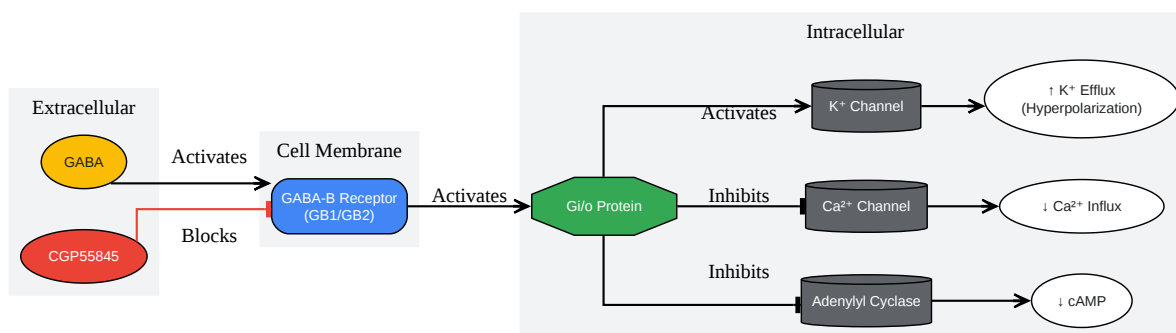 Extracellular
GABA
CGP55845
Activates
Blocks
Cell Membrane
GABA-B Receptor
(GB1/GB2)
Activates
Intracellular
Gi/o Protein
Activates
K⁺ Channel
↑ K⁺ Efflux
(Hyperpolarization)
Inhibits
Ca²⁺ Channel
↓ Ca²⁺ Influx
Inhibits
Adenylyl Cyclase
↓ cAMP